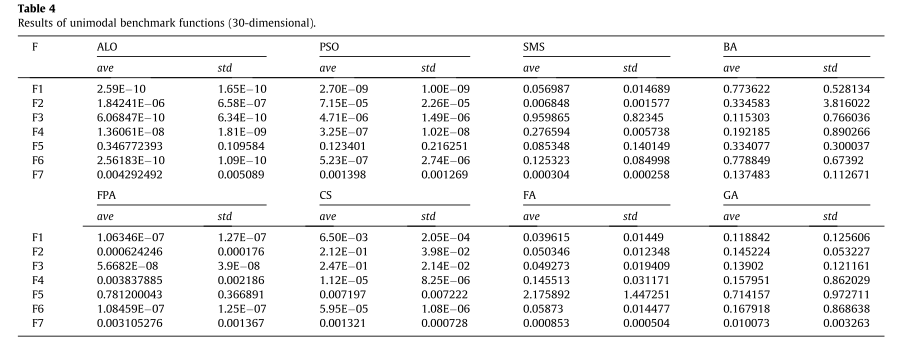 Table 4
Results of unimodal benchmark functions (30-dimensional).
F ALO PSO SMS BA
ave std ave std ave std ave std
F1 2.59E−10 1.65E−10 2.70E−09 1.00E−09 0.056987 0.014689 0.773622 0.528134
F2 1.84241E−06 6.58E−07 7.15E−05 2.26E−05 0.006848 0.001577 0.334583 3.816022
F3 6.06847E−10 6.34E−10 4.71E−06 1.49E−06 0.959865 0.82345 0.115303 0.766036
F4 1.36061E−08 1.81E−09 3.25E−07 1.02E−08 0.276594 0.005738 0.192185 0.890266
F5 0.346772393 0.109584 0.123401 0.216251 0.085348 0.140149 0.334077 0.300037
F6 2.56183E−10 1.09E−10 5.23E−07 2.74E−06 0.125323 0.084998 0.778849 0.67392
F7 0.004292492 0.005089 0.001398 0.001269 0.000304 0.000258 0.137483 0.112671
FPA CS FA GA
ave std ave std ave std ave std
F1 1.06346E−07 1.27E−07 6.50E−03 2.05E−04 0.039615 0.01449 0.118842 0.125606
F2 0.000624246 0.000176 2.12E−01 3.98E−02 0.050346 0.012348 0.145224 0.053227
F3 5.6682E−08 3.9E−08 2.47E−01 2.14E−02 0.049273 0.019409 0.13902 0.121161
F4 0.003837885 0.002186 1.12E−05 8.25E−06 0.145513 0.031171 0.157951 0.862029
F5 0.781200043 0.366891 0.007197 0.007222 2.175892 1.447251 0.714157 0.972711
F6 1.08459E−07 1.25E−07 5.95E−05 1.08E−06 0.05873 0.014477 0.167918 0.868638
F7 0.003105276 0.001367 0.001321 0.000728 0.000853 0.000504 0.010073 0.003263